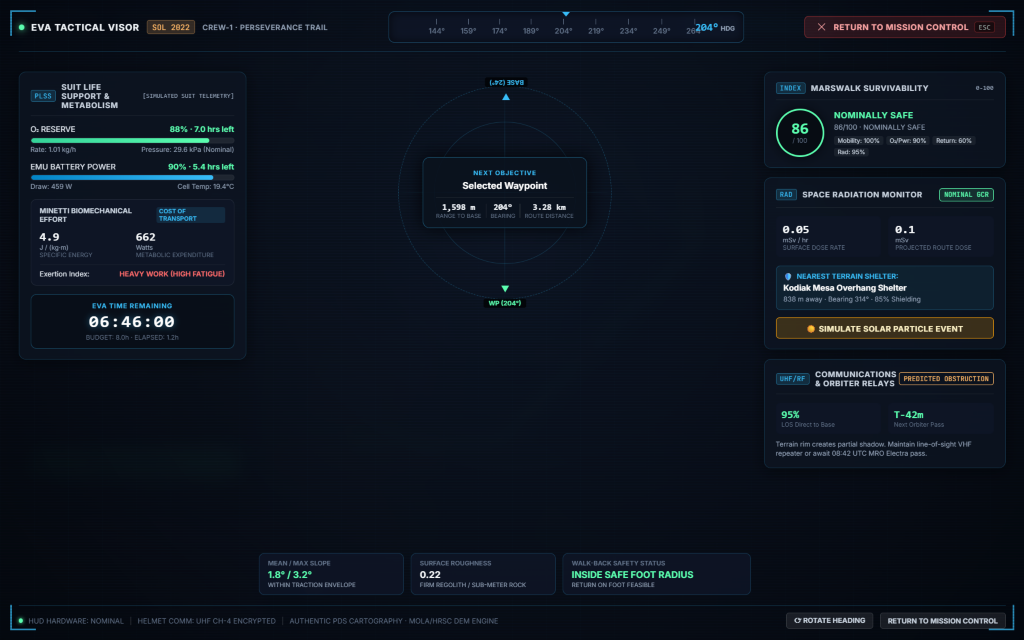 EVA TACTICAL VISOR
SOL 2022
CREW-1 · PERSEVERANCE TRAIL
144° 159° 174° 189° 204° 219° 234° 249°
204° HDG
RETURN TO MISSION CONTROL ESC
PLSS
SUIT LIFE
SUPPORT &
METABOLISM
[SIMULATED SUIT TELEMETRY]
O₂ RESERVE
88% · 7.0 hrs left
Rate: 1.01 kg/h
Pressure: 29.6 kPa (Nominal)
EMU BATTERY POWER
90% · 5.4 hrs left
Draw: 459 W
Cell Temp: 19.4°C
MINETTI BIOMECHANICAL
EFFORT
COST OF
TRANSPORT
4.9
J / (kg·m)
SPECIFIC ENERGY
662
Watts
METABOLIC EXPENDITURE
Exertion Index:
HEAVY WORK (HIGH FATIGUE)
EVA TIME REMAINING
06:46:00
BUDGET: 8.0h · ELAPSED: 1.2h
BASE (24°)
NEXT OBJECTIVE
Selected Waypoint
1,598 m
RANGE TO BASE
204°
BEARING
3.28 km
ROUTE DISTANCE
WP (204°)
INDEX
MARSWALK SURVIVABILITY
0-100
86
/ 100
NOMINALLY SAFE
86/100 · NOMINALLY SAFE
Mobility: 100%
O₂/Pwr: 90%
Return: 60%
Rad: 95%
RAD
SPACE RADIATION MONITOR
NOMINAL GCR
0.05
mSv / hr
SURFACE DOSE RATE
0.1
mSv
PROJECTED ROUTE DOSE
NEAREST TERRAIN SHELTER:
Kodiak Mesa Overhang Shelter
838 m away · Bearing 314° · 85% Shielding
SIMULATE SOLAR PARTICLE EVENT
UHF/RF
COMMUNICATIONS
& ORBITER RELAYS
PREDICTED OBSTRUCTION
95%
LOS Direct to Base
T-42m
Next Orbiter Pass
Terrain rim creates partial shadow. Maintain line-of-sight VHF
repeater or await 08:42 UTC MRO Electra pass.
MEAN / MAX SLOPE
1.8° / 3.2°
WITHIN TRACTION ENVELOPE
SURFACE ROUGHNESS
0.22
FIRM REGOLITH / SUB-METER ROCK
WALK-BACK SAFETY STATUS
INSIDE SAFE FOOT RADIUS
RETURN ON FOOT FEASIBLE
HUD HARDWARE: NOMINAL | HELMET COMM: UHF CH-4 ENCRYPTED | AUTHENTIC PDS CARTOGRAPHY · MOLA/HRSC DEM ENGINE
⟳ ROTATE HEADING
RETURN TO MISSION CONTROL